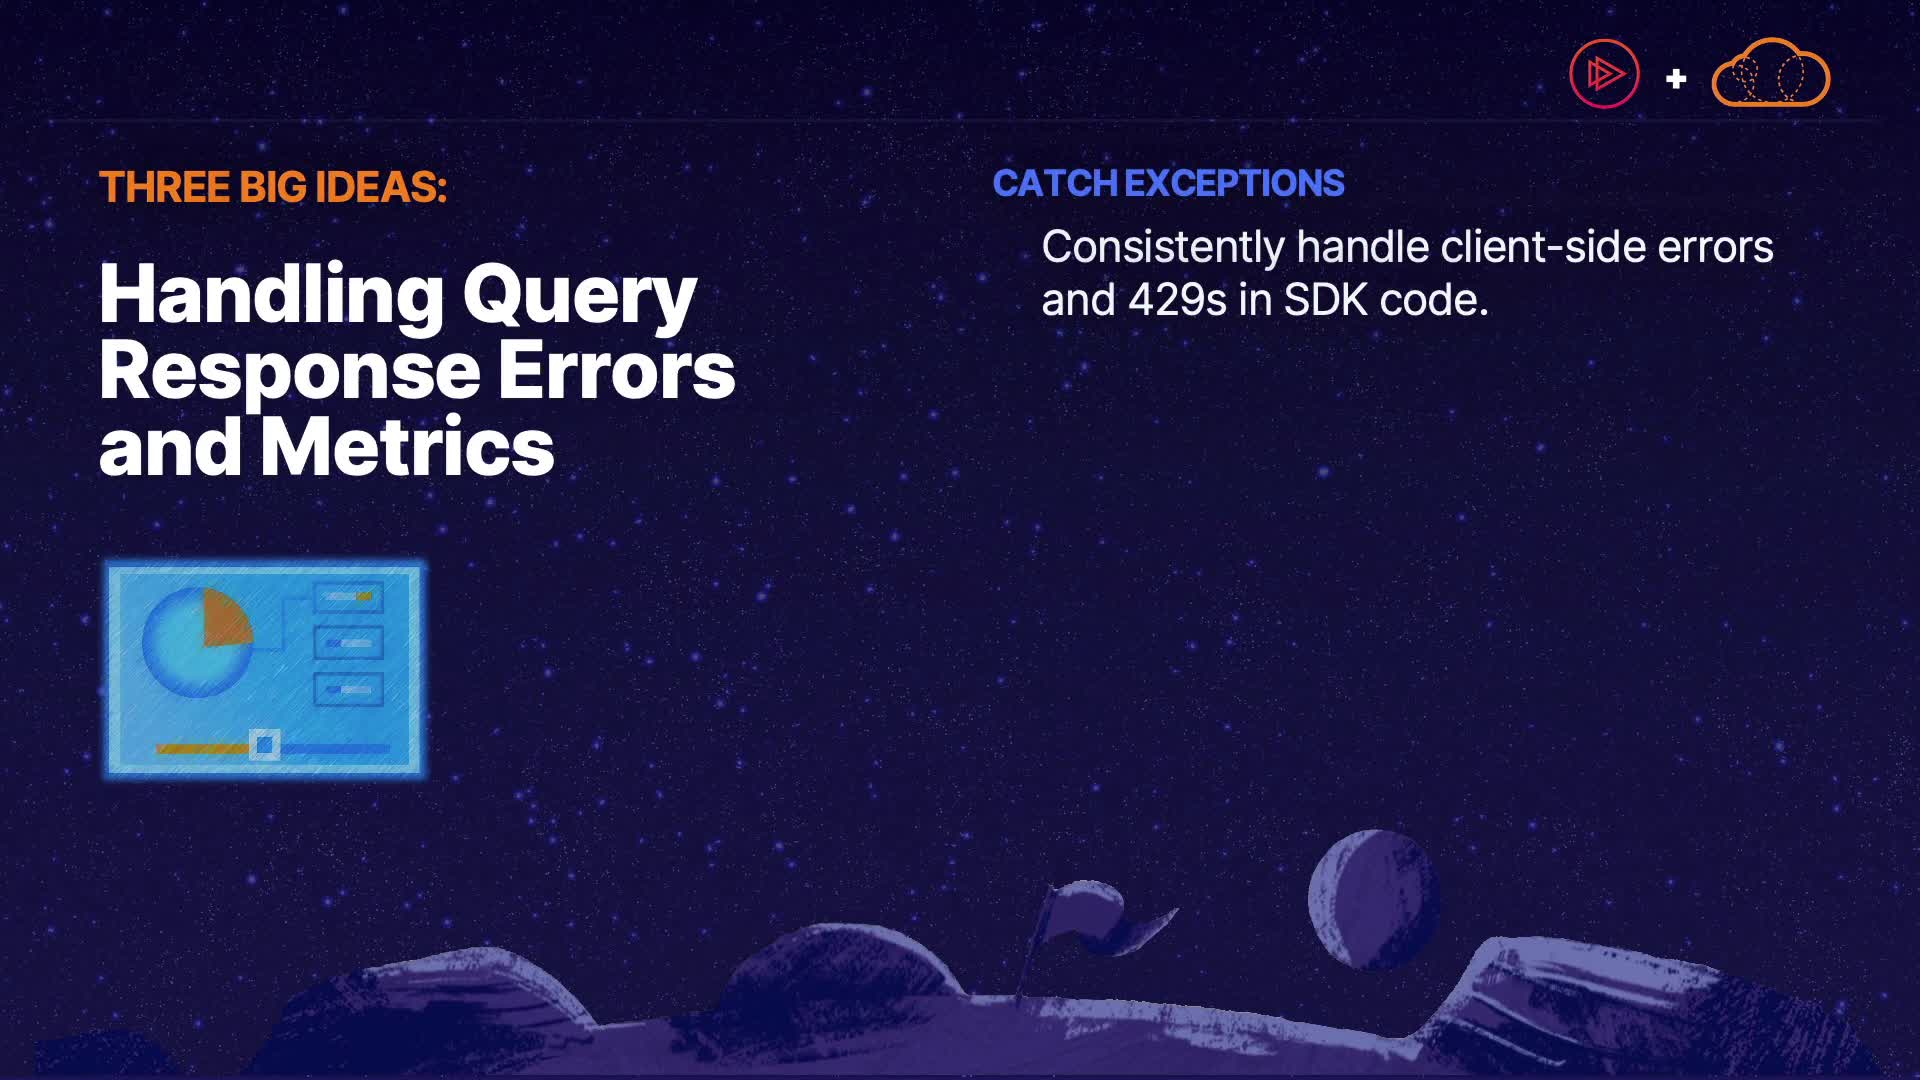 THREE BIG IDEAS:
Handling Query
Response Errors
and Metrics
CATCH EXCEPTIONS
Consistently handle client-side errors
and 429s in SDK code.